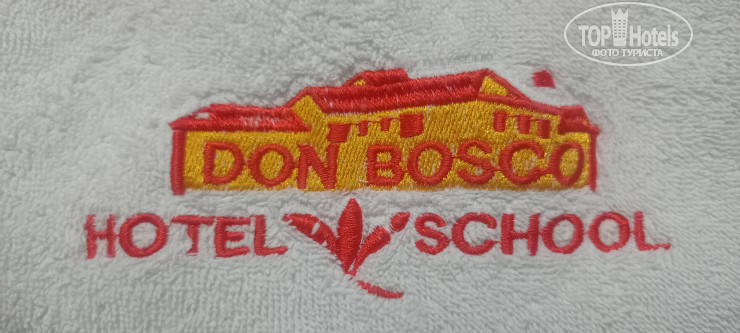 TOP Hotels
ФОТО ТУРИСТА
DON BOSCO
HOTEL SCHOOL